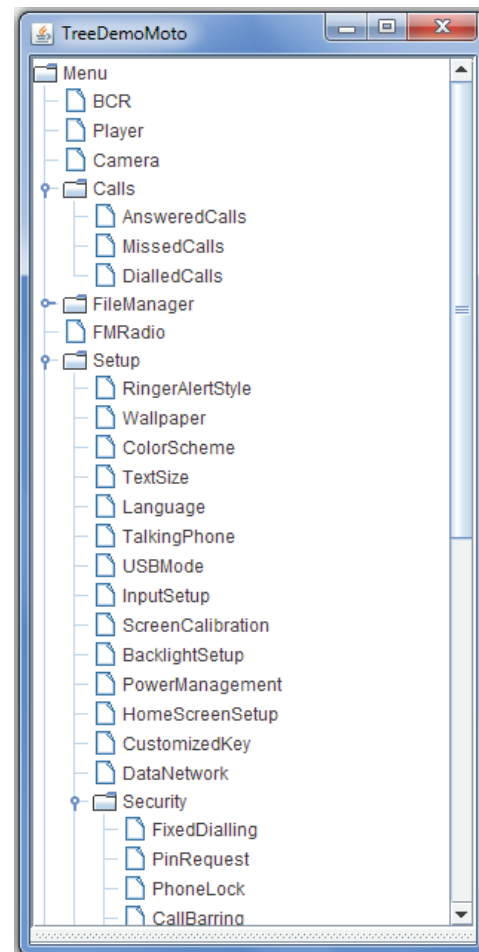 TreeDemoMoto
Menu
BCR
Player
Camera
Calls
AnsweredCalls
MissedCalls
DialledCalls
FileManager
FMRadio
Setup
RingerAlertStyle
Wallpaper
ColorScheme
TextSize
Language
TalkingPhone
USBMode
InputSetup
ScreenCalibration
BacklightSetup
PowerManagement
HomeScreenSetup
CustomizedKey
DataNetwork
Security
FixedDialling
PinRequest
PhoneLock
CallBarring